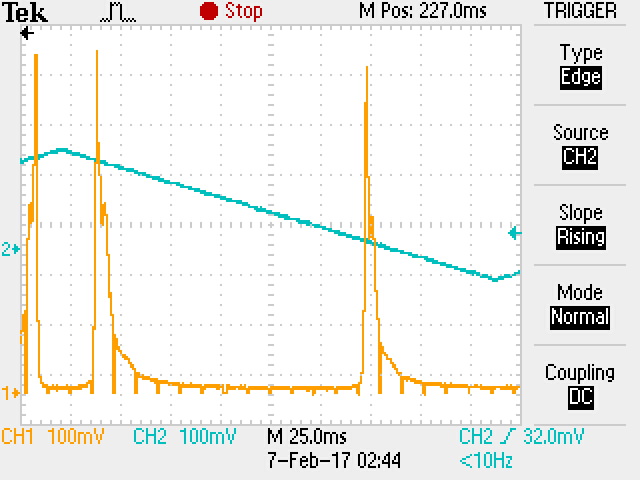 Tek Stop M Pos: 227.0ms TRIGGER
Type
Edge
Source
CH2
Slope
Rising
2
Mode
Normal
Coupling
DC
1
CH1 100mV CH2 100mV M 25.0ms CH2 32.0mV
7-Feb-17 02:44 <10Hz